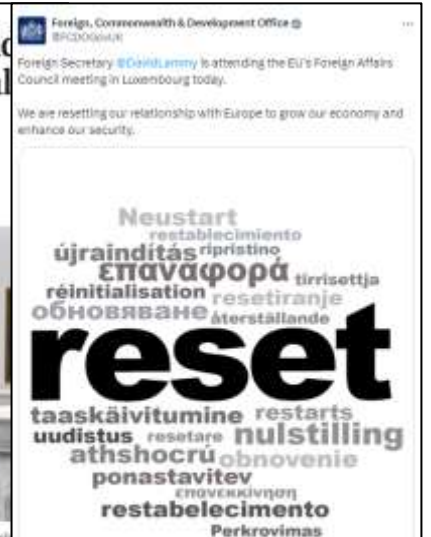 Foreign, Commonwealth & Development Office
@FCDOGovUK
Foreign Secretary @DavidLammy is attending the EU's Foreign Affairs
Council meeting in Luxembourg today.
We are resetting our relationship with Europe to grow our economy and
enhance our security.
Neustart
restablecimiento
újraindítás ripristino
επαναφορά tirrisettja
réinitialisation resetiranje
обновяване återställande
reset
taaskäivitumine restarts
uudistus resetare nulstilling
athshocrú obnovenie
ponastavitev
επανεκκίνηση
restabelecimento
Perkrovimas